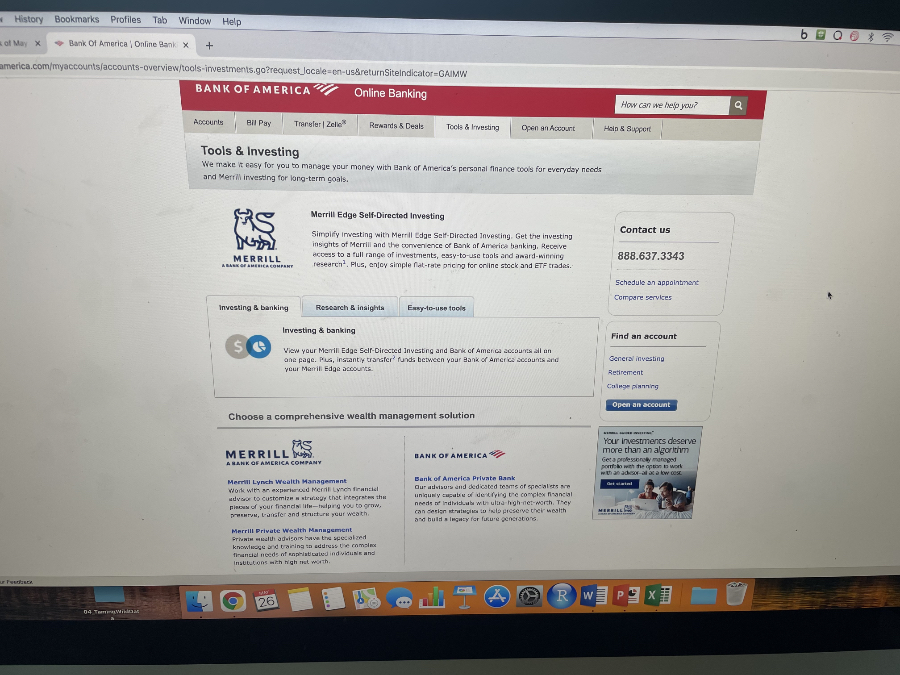 History Bookmarks Profiles Tab Window Help
of May × Bank Of America | Online Bank × +
america.com/myaccounts/accounts-overview/tools-investments.go?request_locale=en-us&returnSiteIndicator=GAIMW
BANK OF AMERICA Online Banking
How can we help you?
Accounts Bill Pay Transfer | Zelle® Rewards & Deals Tools & Investing Open an Account Help & Support
Tools & Investing
We make it easy for you to manage your money with Bank of America's personal finance tools for everyday needs
and Merrill investing for long-term goals.
MERRILL
A BANK OF AMERICA COMPANY
Merrill Edge Self-Directed Investing
Simplify investing with Merrill Edge Self-Directed Investing. Get the investing
insights of Merrill and the convenience of Bank of America banking. Receive
access to a full range of investments, easy-to-use tools and award-winning
research¹. Plus, enjoy simple flat-rate pricing for online stock and ETF trades.
Contact us
888.637.3343
Schedule an appointment
Compare services
Investing & banking Research & insights Easy-to-use tools
Investing & banking
View your Merrill Edge Self-Directed Investing and Bank of America accounts all on
one page. Plus, instantly transfer² funds between your Bank of America accounts and
your Merrill Edge accounts.
Find an account
General investing
Retirement
College planning
Open an account
Choose a comprehensive wealth management solution
MERRILL
A BANK OF AMERICA COMPANY
Merrill Lynch Wealth Management
Work with an experienced Merrill Lynch financial
advisor to customize a strategy that integrates the
pieces of your financial life—helping you to grow,
preserve, transfer and structure your wealth.
Merrill Private Wealth Management
Private wealth advisors have the specialized
knowledge and training to address the complex
financial needs of sophisticated individuals and
institutions with high net worth.
BANK OF AMERICA
Bank of America Private Bank
Our advisors and dedicated teams of specialists are
uniquely capable of identifying the complex financial
needs of individuals with ultra-high-net-worth. They
can design strategies to help preserve their wealth
and build a legacy for future generations.
MERRILL GUIDED INVESTING
Your investments deserve
more than an algorithm
Get a professionally managed
portfolio with the option to work
with an advisor—all at a low cost.
Get started
MERRILL
Feedback
26
R
W
P
X